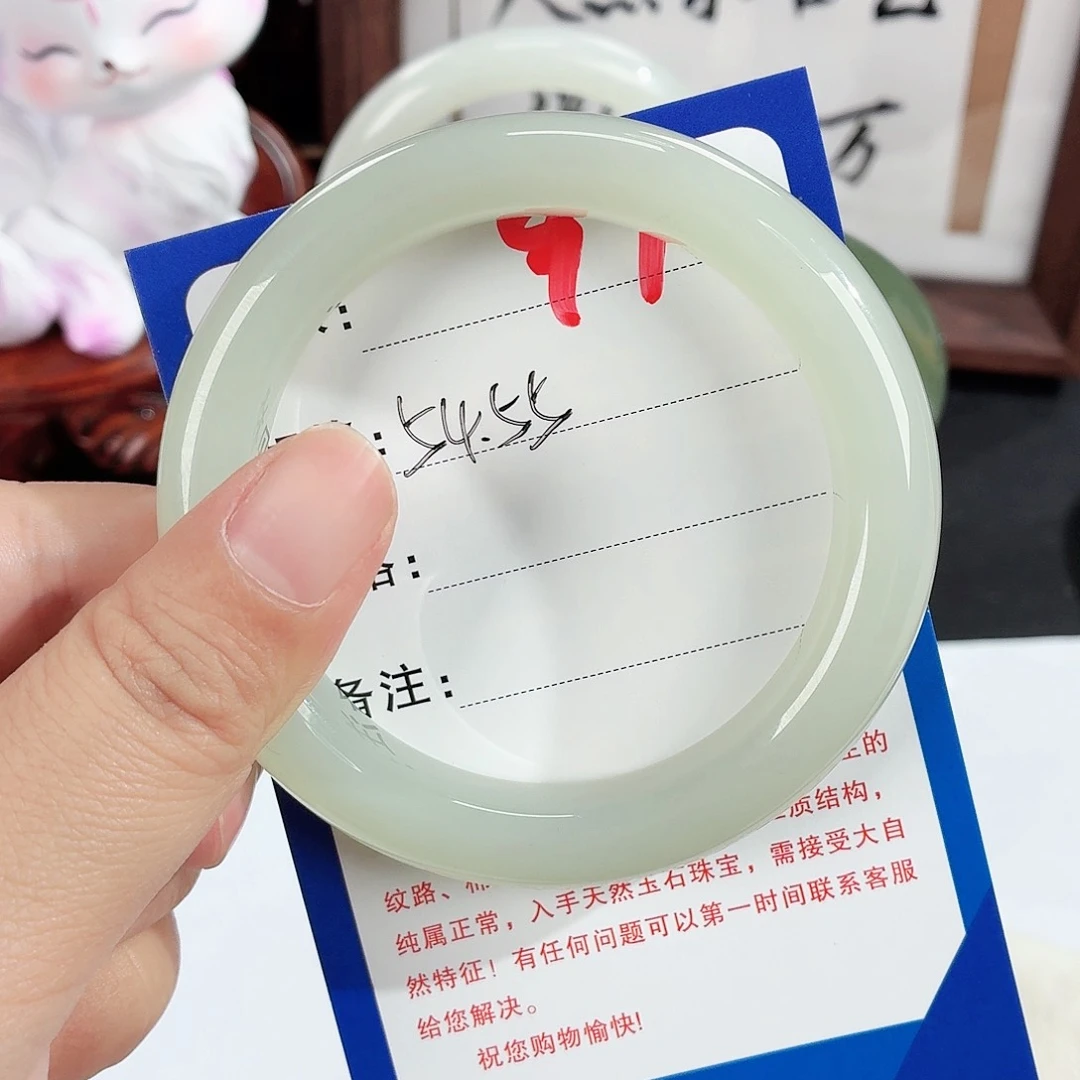 万
91
54.55
备注:
质结构,
纹路、
纯属正常,入手天然玉石珠宝,需接受大自
然特征!有任何问题可以第一时间联系客服
给您解决。
祝您购物愉快!